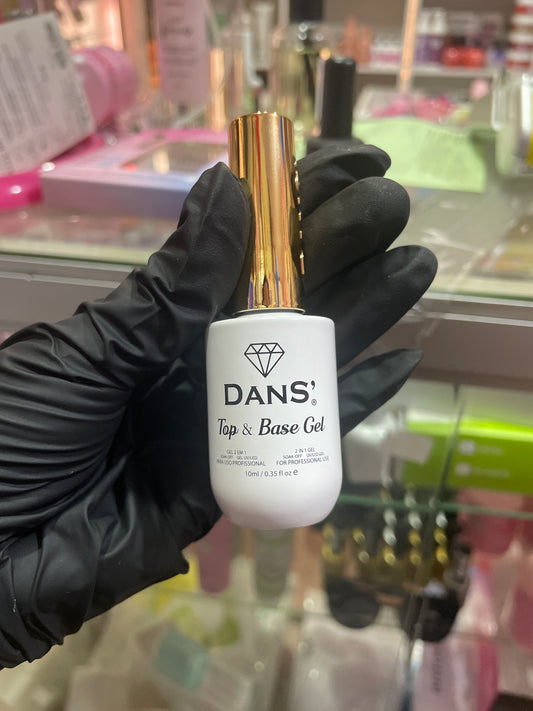 DANS'®
Top & Base Gel
GEL 2 EM 1
SOAK-OFF GEL UV/LED
PARA USO PROFISSIONAL
2 IN 1 GEL
SOAK-OFF UV/LED GEL
FOR PROFESSIONAL USE
10ml / 0.35 fl oz ℮